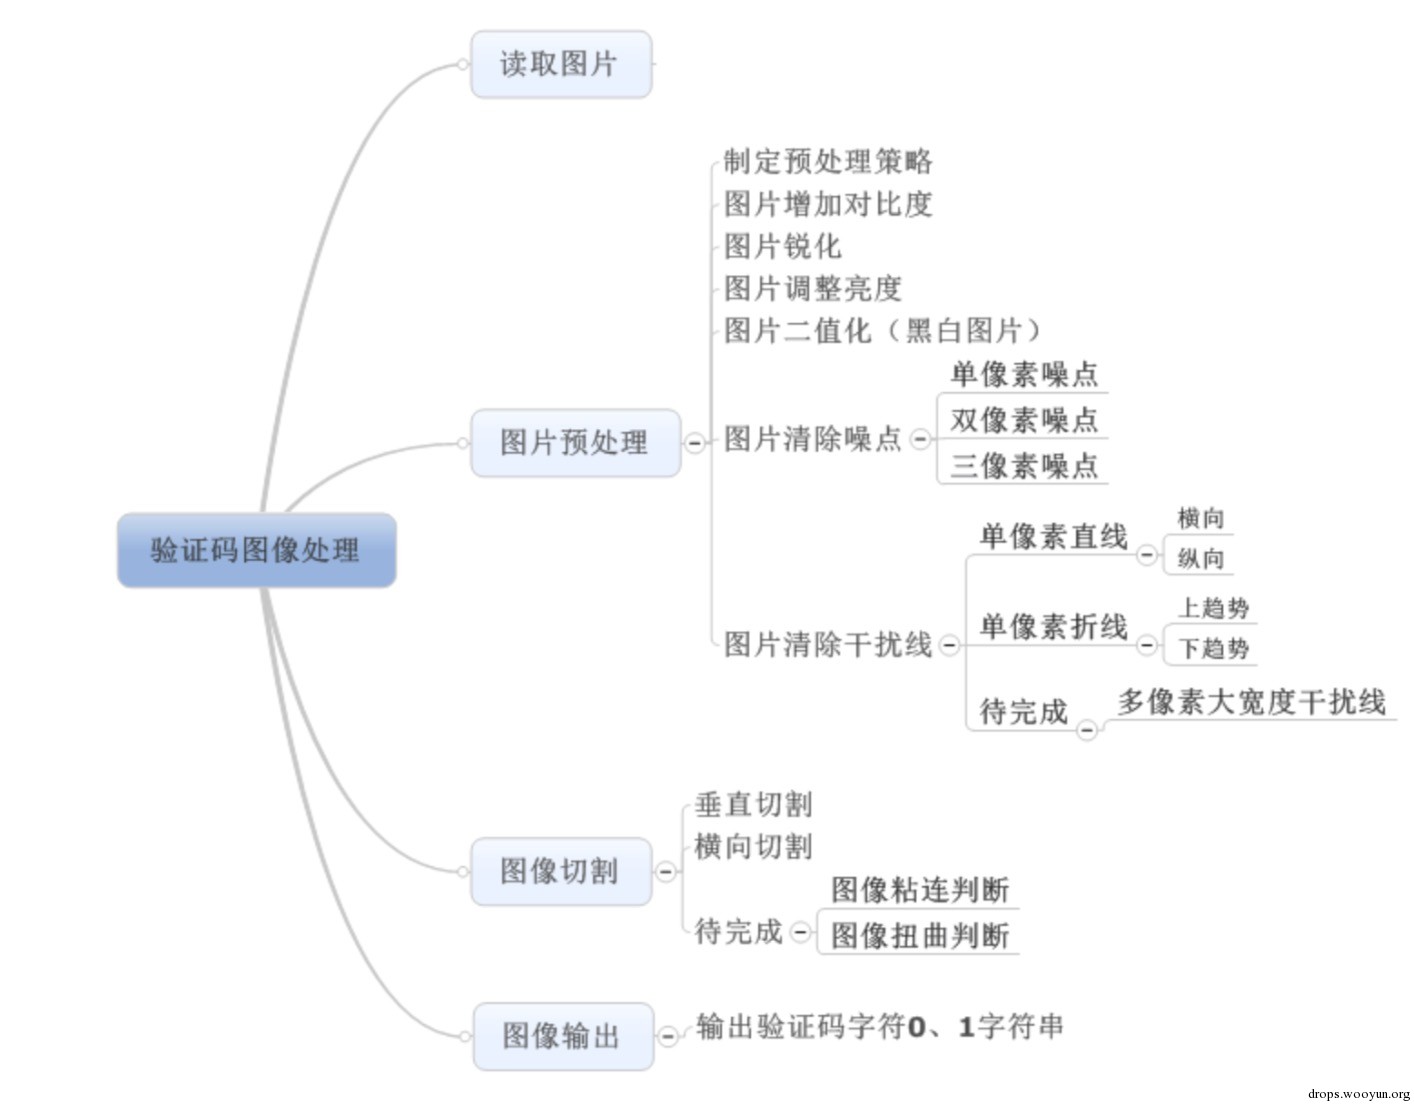 读取图片
制定预处理策略
图片增加对比度
图片锐化
图片调整亮度
图片二值化（黑白图片）
单像素噪点
双像素噪点
三像素噪点
图片清除噪点
图片预处理
横向
纵向
单像素直线
验证码图像处理
上趋势
下趋势
单像素折线
图片清除干扰线
多像素大宽度干扰线
待完成
垂直切割
横向切割
图像切割
图像粘连判断
图像扭曲判断
待完成
图像输出
输出验证码字符0、1字符串
drops.wooyun.org